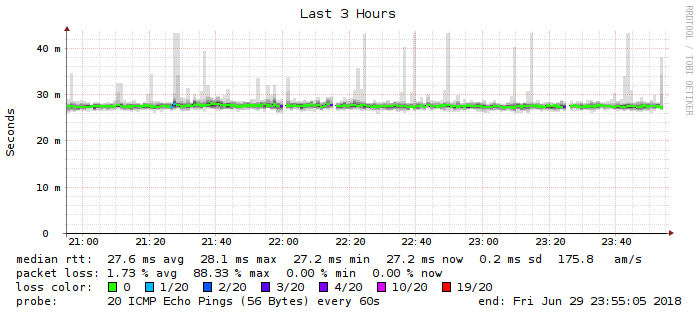 Last 3 Hours
RRDTOOL / TOBI OETIKER
Seconds
40 m
30 m
20 m
10 m
0
21:00 21:20 21:40 22:00 22:20 22:40 23:00 23:20 23:40
median rtt: 27.6 ms avg 28.1 ms max 27.2 ms min 27.2 ms now 0.2 ms sd 175.8 am/s
packet loss: 1.73 % avg 88.33 % max 0.00 % min 0.00 % now
loss color: 0 1/20 2/20 3/20 4/20 10/20 19/20
probe: 20 ICMP Echo Pings (56 Bytes) every 60s end: Fri Jun 29 23:55:05 2018